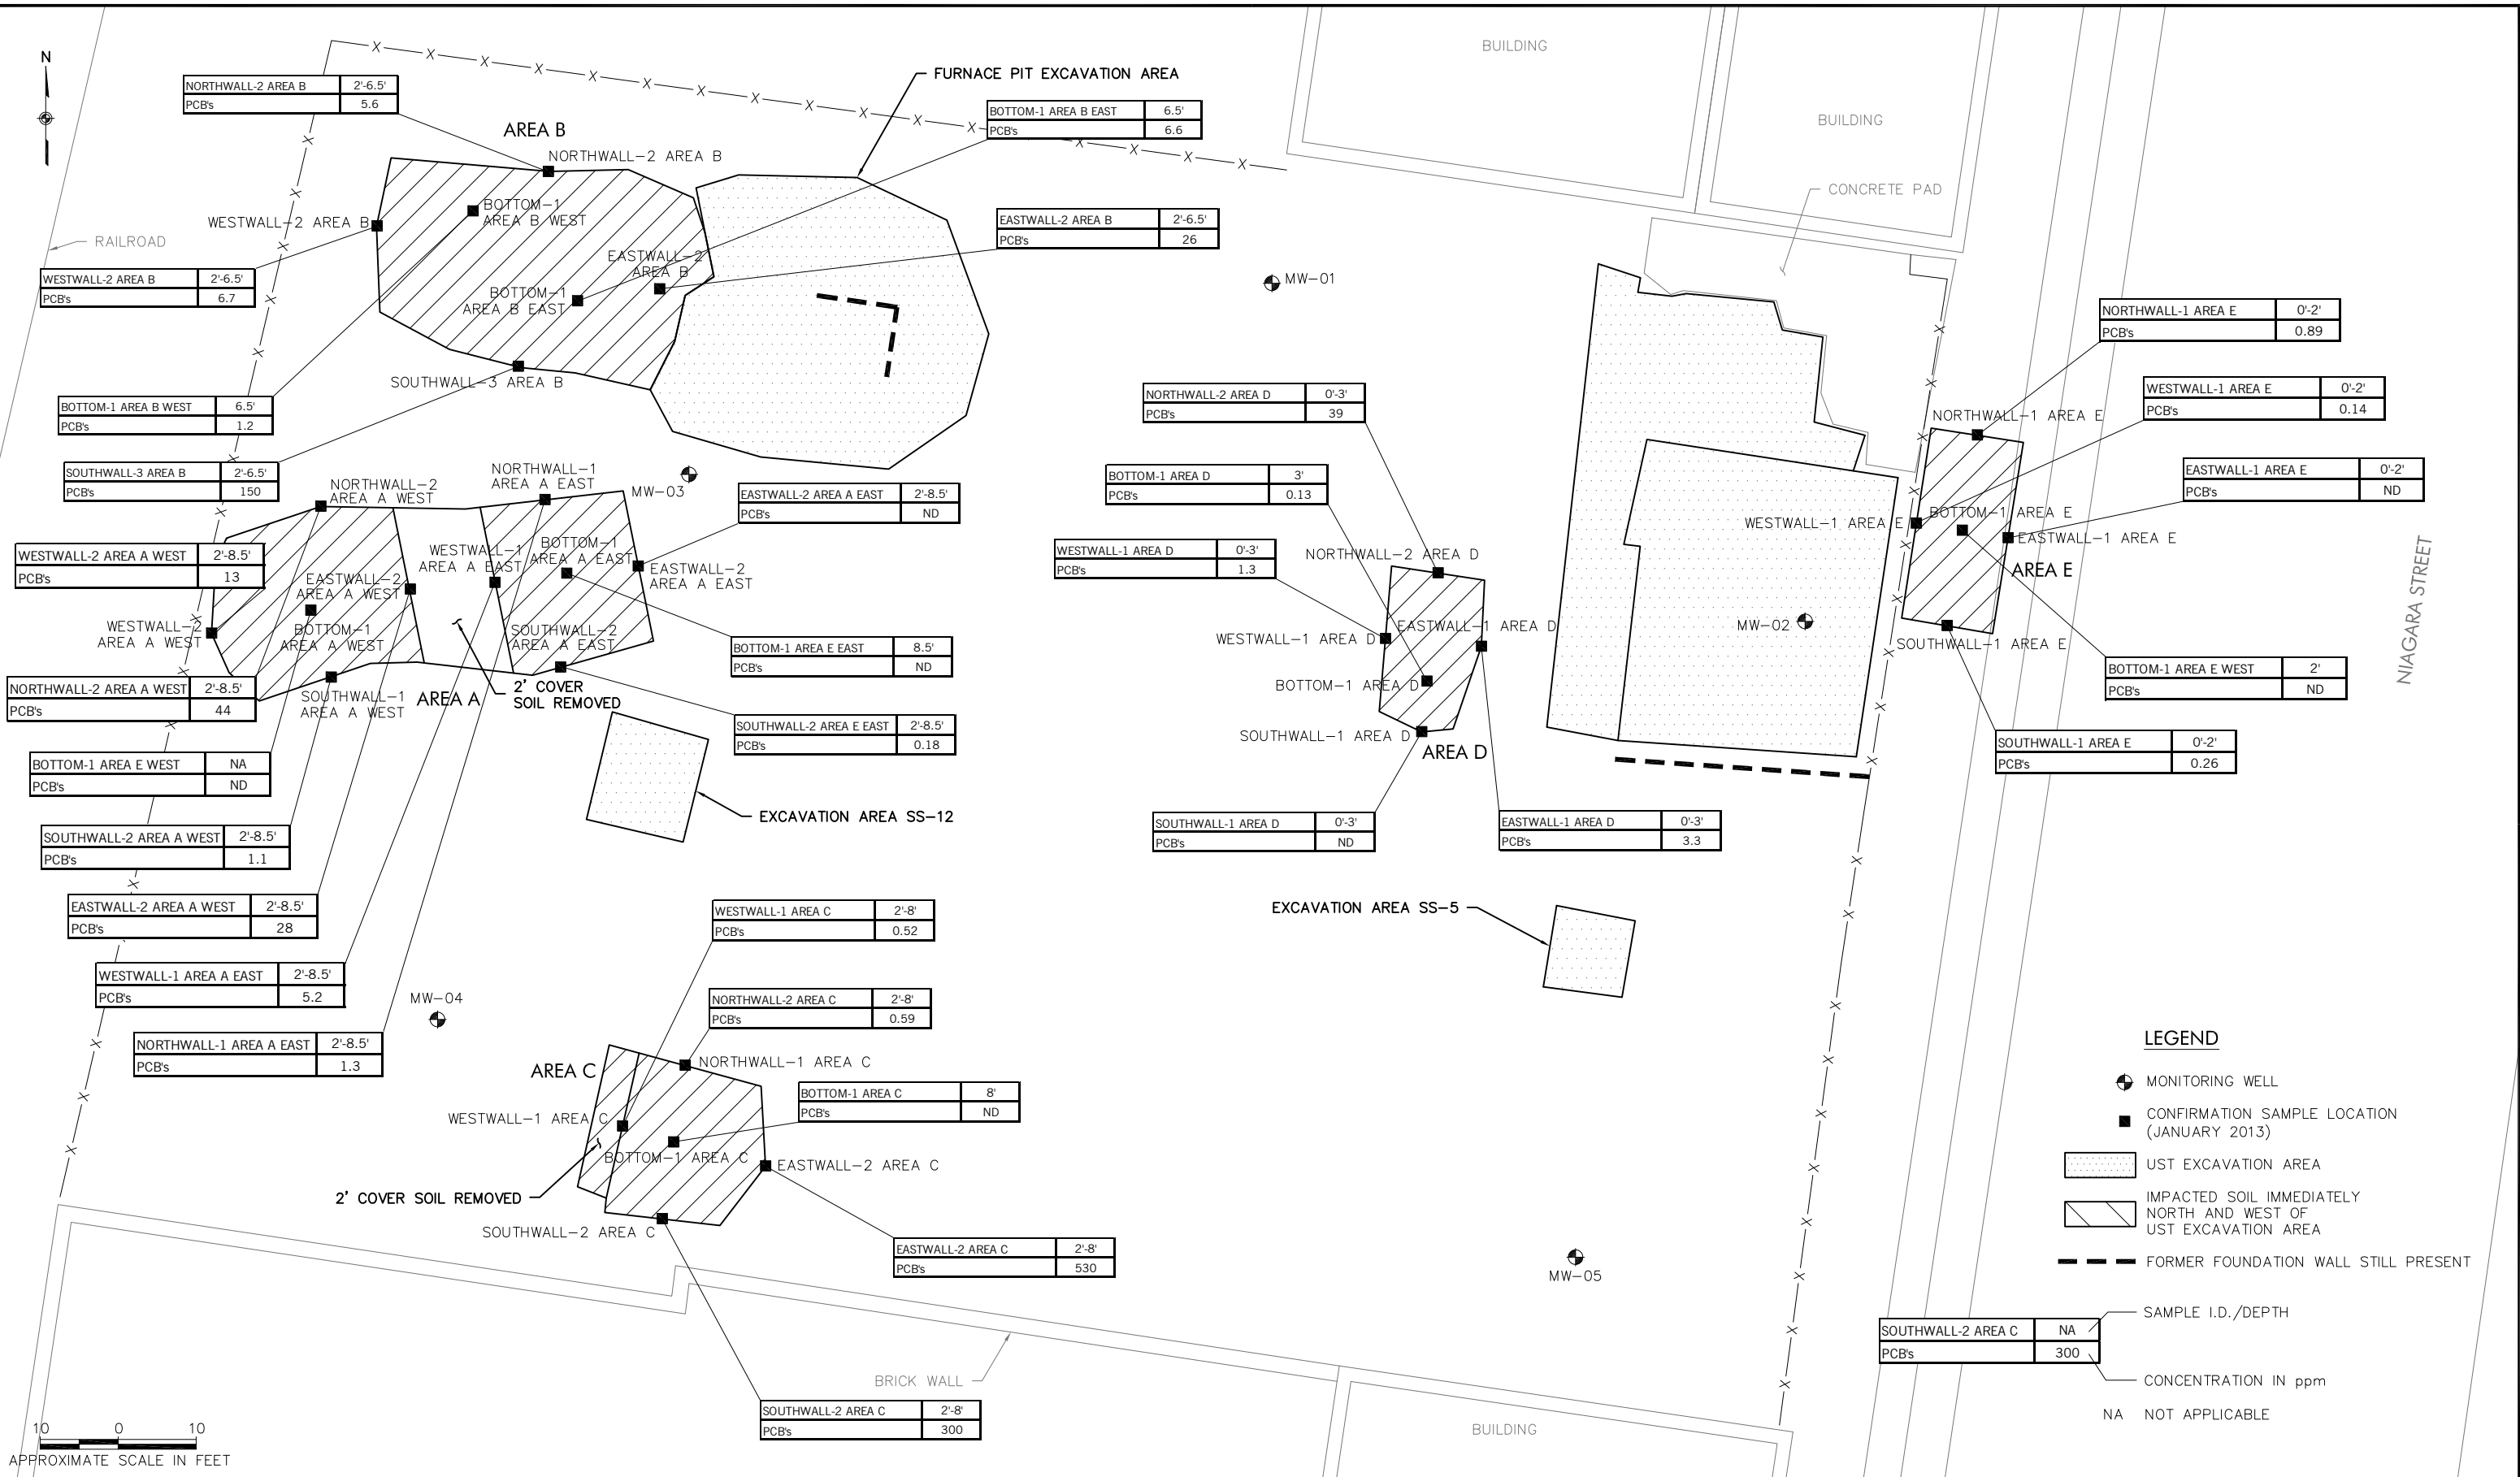 N
BUILDING
BUILDING
CONCRETE PAD
RAILROAD
FURNACE PIT EXCAVATION AREA
NORTHWALL-2 AREA B 2'-6.5'
PCB's 5.6
BOTTOM-1 AREA B EAST 6.5'
PCB's 6.6
AREA B
NORTHWALL-2 AREA B
BOTTOM-1
AREA B WEST
WESTWALL-2 AREA B
EASTWALL-2
AREA B
BOTTOM-1
AREA B EAST
SOUTHWALL-3 AREA B
EASTWALL-2 AREA B 2'-6.5'
PCB's 26
WESTWALL-2 AREA B 2'-6.5'
PCB's 6.7
BOTTOM-1 AREA B WEST 6.5'
PCB's 1.2
SOUTHWALL-3 AREA B 2'-6.5'
PCB's 150
MW-01
MW-03
NORTHWALL-2
AREA A WEST
NORTHWALL-1
AREA A EAST
EASTWALL-2 AREA A EAST 2'-8.5'
PCB's ND
WESTWALL-2 AREA A WEST 2'-8.5'
PCB's 13
WESTWALL-1
AREA A EAST
BOTTOM-1
AREA A EAST
EASTWALL-2
AREA A EAST
EASTWALL-2
AREA A WEST
WESTWALL-2
AREA A WEST
BOTTOM-1
AREA A WEST
SOUTHWALL-2
AREA A EAST
SOUTHWALL-1
AREA A WEST
AREA A
2' COVER
SOIL REMOVED
BOTTOM-1 AREA E EAST 8.5'
PCB's ND
NORTHWALL-2 AREA A WEST 2'-8.5'
PCB's 44
SOUTHWALL-2 AREA E EAST 2'-8.5'
PCB's 0.18
BOTTOM-1 AREA E WEST NA
PCB's ND
EXCAVATION AREA SS-12
SOUTHWALL-2 AREA A WEST 2'-8.5'
PCB's 1.1
EASTWALL-2 AREA A WEST 2'-8.5'
PCB's 28
WESTWALL-1 AREA A EAST 2'-8.5'
PCB's 5.2
NORTHWALL-1 AREA A EAST 2'-8.5'
PCB's 1.3
MW-04
WESTWALL-1 AREA C 2'-8'
PCB's 0.52
NORTHWALL-2 AREA C 2'-8'
PCB's 0.59
AREA C
NORTHWALL-1 AREA C
BOTTOM-1 AREA C 8'
PCB's ND
WESTWALL-1 AREA C
BOTTOM-1 AREA C
EASTWALL-2 AREA C
2' COVER SOIL REMOVED
SOUTHWALL-2 AREA C
EASTWALL-2 AREA C 2'-8'
PCB's 530
SOUTHWALL-2 AREA C 2'-8'
PCB's 300
BRICK WALL
BUILDING
NORTHWALL-2 AREA D 0'-3'
PCB's 39
BOTTOM-1 AREA D 3'
PCB's 0.13
WESTWALL-1 AREA D 0'-3'
PCB's 1.3
NORTHWALL-2 AREA D
WESTWALL-1 AREA D
EASTWALL-1 AREA D
BOTTOM-1 AREA D
SOUTHWALL-1 AREA D
AREA D
SOUTHWALL-1 AREA D 0'-3'
PCB's ND
EASTWALL-1 AREA D 0'-3'
PCB's 3.3
EXCAVATION AREA SS-5
MW-02
MW-05
NORTHWALL-1 AREA E 0'-2'
PCB's 0.89
WESTWALL-1 AREA E 0'-2'
PCB's 0.14
NORTHWALL-1 AREA E
EASTWALL-1 AREA E 0'-2'
PCB's ND
WESTWALL-1 AREA E
BOTTOM-1 AREA E
EASTWALL-1 AREA E
AREA E
SOUTHWALL-1 AREA E
BOTTOM-1 AREA E WEST 2'
PCB's ND
SOUTHWALL-1 AREA E 0'-2'
PCB's 0.26
NIAGARA STREET
LEGEND
MONITORING WELL
CONFIRMATION SAMPLE LOCATION
(JANUARY 2013)
UST EXCAVATION AREA
IMPACTED SOIL IMMEDIATELY
NORTH AND WEST OF
UST EXCAVATION AREA
FORMER FOUNDATION WALL STILL PRESENT
SAMPLE I.D./DEPTH
SOUTHWALL-2 AREA C NA
PCB's 300
CONCENTRATION IN ppm
NA NOT APPLICABLE
10 0 10
APPROXIMATE SCALE IN FEET